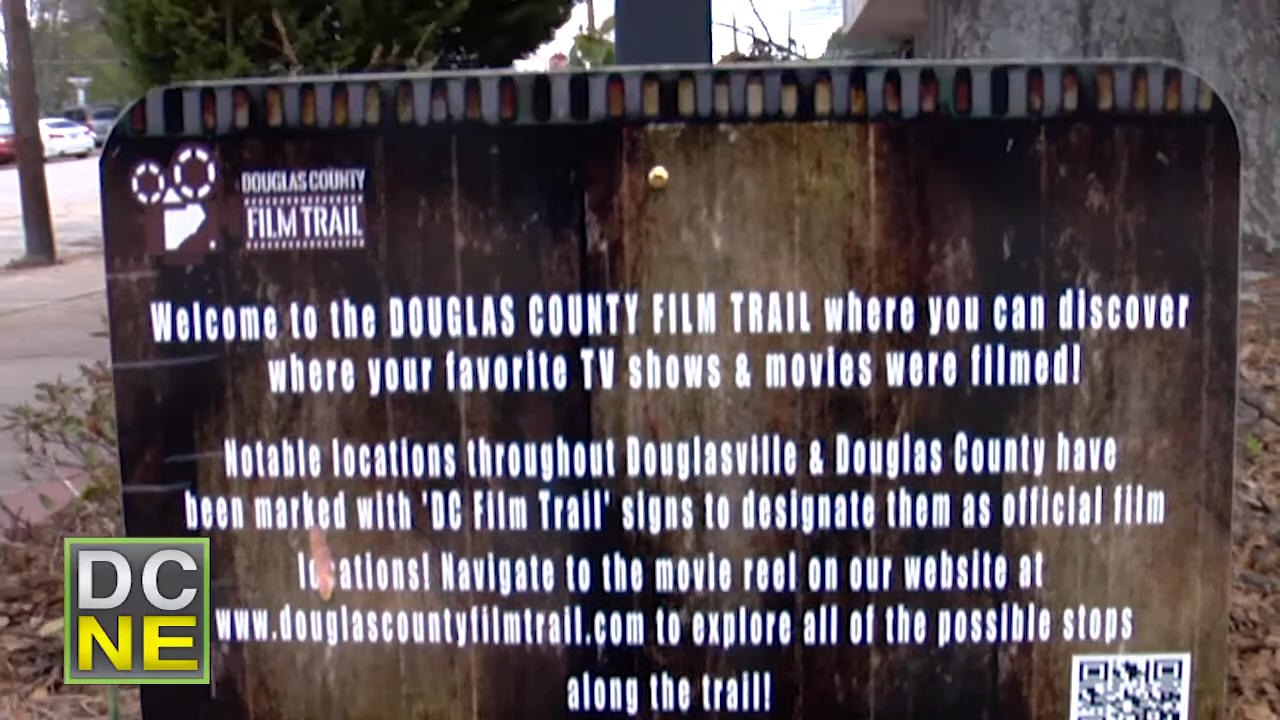 DOUGLAS COUNTY
FILM TRAIL
Welcome to the DOUGLAS COUNTY FILM TRAIL where you can discover
where your favorite TV shows & movies were filmed!
Notable locations throughout Douglasville & Douglas County have
been marked with 'DC Film Trail' signs to designate them as official film
locations! Navigate to the movie reel on our website at
www.douglascountyfilmtrail.com to explore all of the possible stops
along the trail!
DC
NE